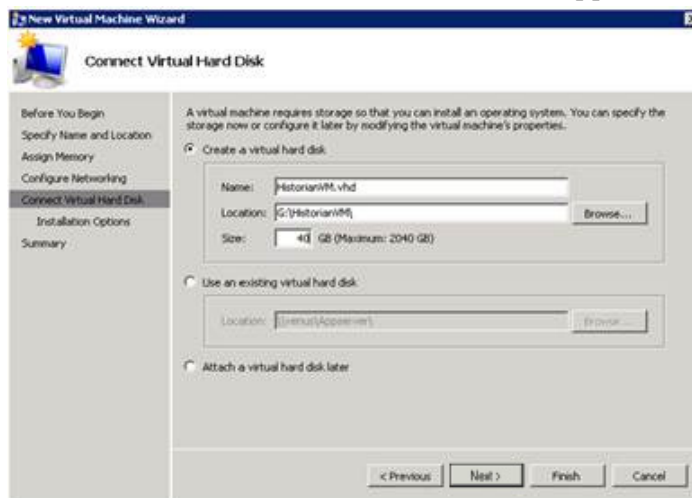 New Virtual Machine Wizard
Connect Virtual Hard Disk
Before You Begin
Specify Name and Location
Assign Memory
Configure Networking
Connect Virtual Hard Disk
Installation Options
Summary
A virtual machine requires storage so that you can install an operating system. You can specify the
storage now or configure it later by modifying the virtual machine's properties.
Create a virtual hard disk
Name: HistorianVM.vhd
Location: G:\HistorianVM\ Browse...
Size: 40 GB (Maximum: 2040 GB)
Use an existing virtual hard disk
Location: Browse...
Attach a virtual hard disk later
< Previous Next > Finish Cancel